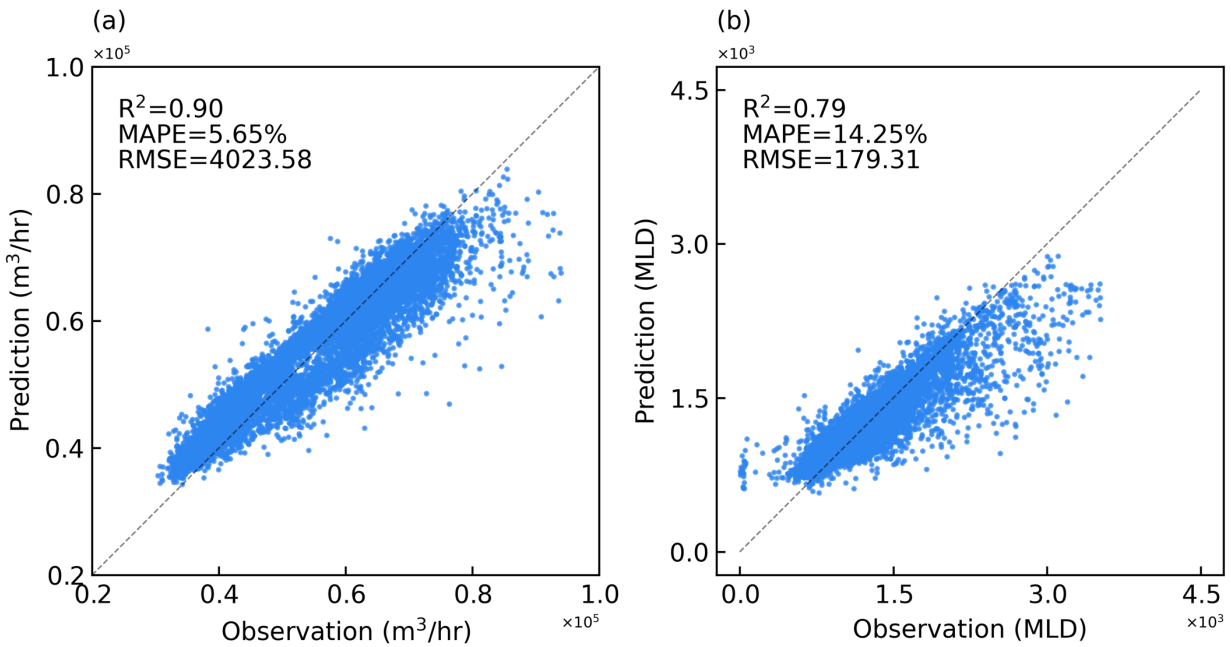 (a)
×10⁵
1.0
0.8
0.6
0.4
0.2
R²=0.90
MAPE=5.65%
RMSE=4023.58
Prediction (m³/hr)
0.2 0.4 0.6 0.8 1.0
×10⁵
Observation (m³/hr)
(b)
×10³
4.5
3.0
1.5
0.0
R²=0.79
MAPE=14.25%
RMSE=179.31
Prediction (MLD)
0.0 1.5 3.0 4.5
×10³
Observation (MLD)